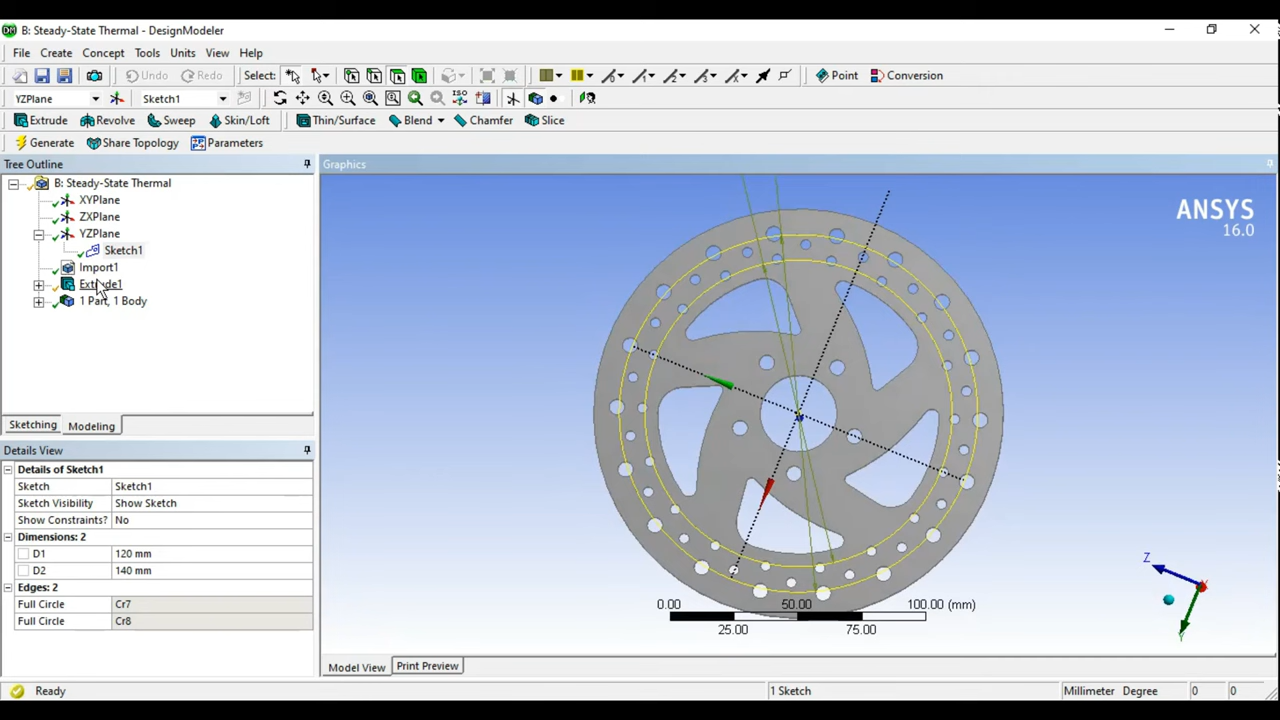 B: Steady-State Thermal - DesignModeler
File Create Concept Tools Units View Help
Undo Redo Select: Point Conversion
YZPlane Sketch1 ISO
Extrude Revolve Sweep Skin/Loft Thin/Surface Blend Chamfer Slice
Generate Share Topology Parameters
Tree Outline
B: Steady-State Thermal
XYPlane
ZXPlane
YZPlane
Sketch1
Import1
Extrude1
1 Part, 1 Body
Sketching Modeling
Details View
Details of Sketch1
Sketch Sketch1
Sketch Visibility Show Sketch
Show Constraints? No
Dimensions: 2
D1 120 mm
D2 140 mm
Edges: 2
Full Circle Cr7
Full Circle Cr8
Graphics
ANSYS
16.0
0.00 50.00 100.00 (mm)
25.00 75.00
Z
Y
X
Model View Print Preview
Ready 1 Sketch Millimeter Degree 0 0